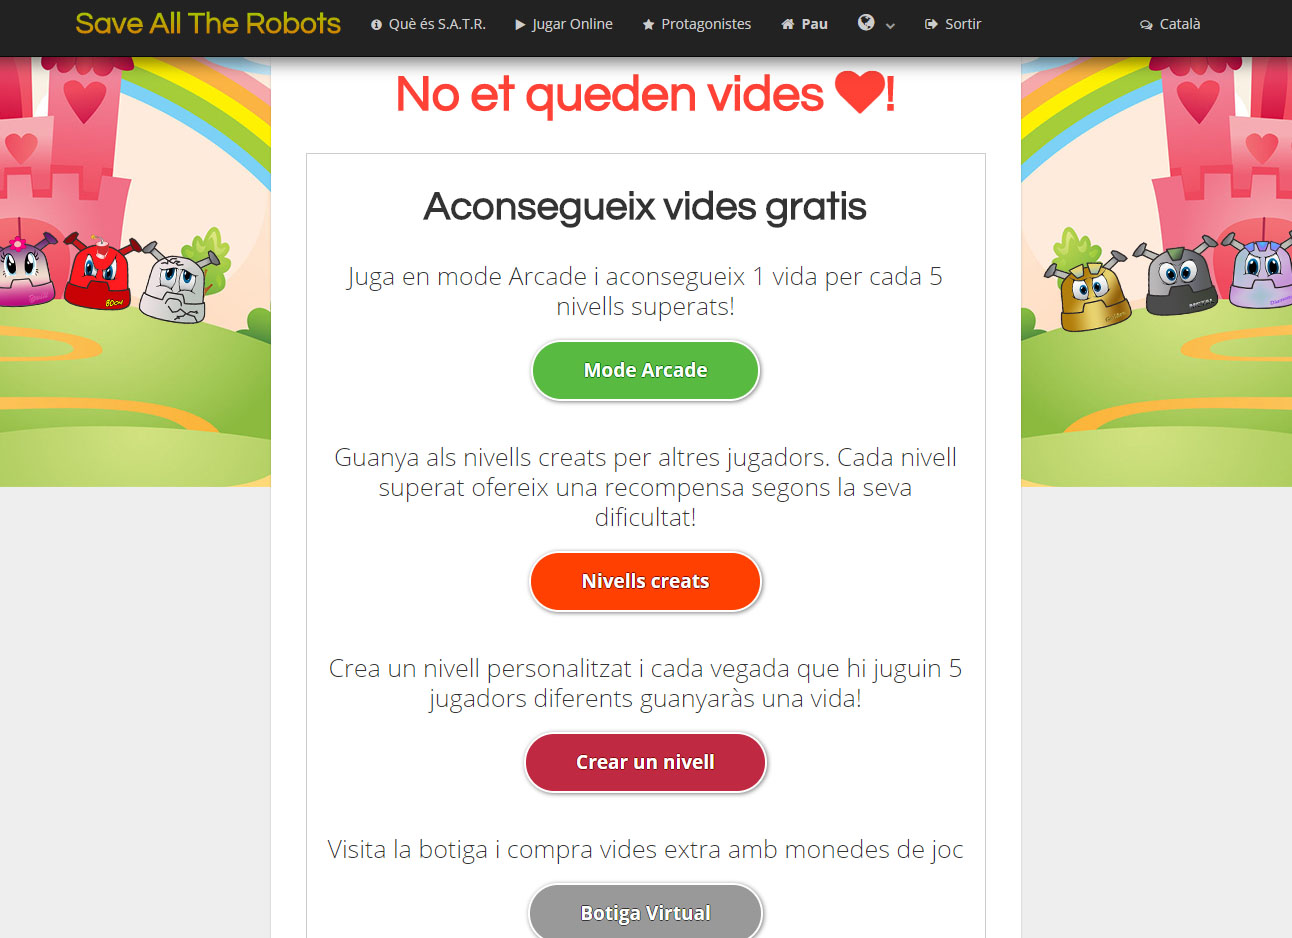 Save All The Robots
Què és S.A.T.R.
Jugar Online
Protagonistes
Pau
Sortir
Català
No et queden vides !
Aconsegueix vides gratis
Juga en mode Arcade i aconsegueix 1 vida per cada 5
nivells superats!
Mode Arcade
Guanya als nivells creats per altres jugadors. Cada nivell
superat ofereix una recompensa segons la seva
dificultat!
Nivells creats
Crea un nivell personalitzat i cada vegada que hi juguin 5
jugadors diferents guanyaràs una vida!
Crear un nivell
Visita la botiga i compra vides extra amb monedes de joc
Botiga Virtual
BOOM